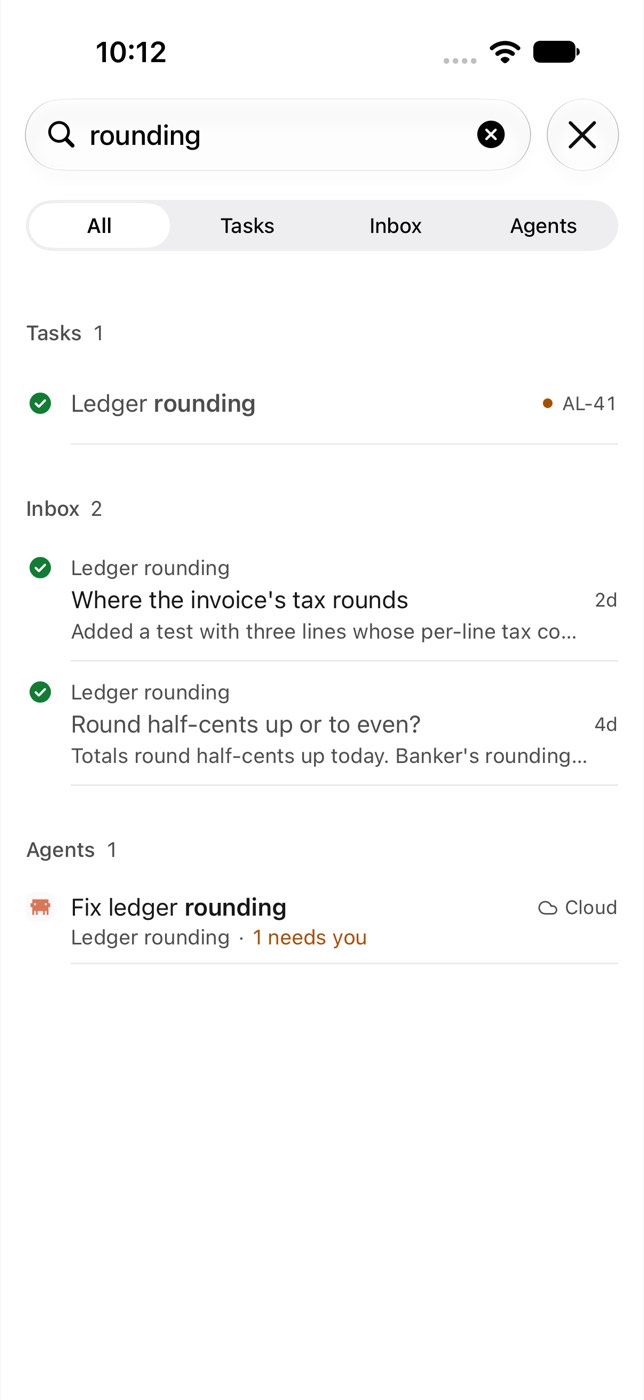 10:12
rounding
All Tasks Inbox Agents
Tasks 1
Ledger rounding AL-41
Inbox 2
Ledger rounding
Where the invoice's tax rounds 2d
Added a test with three lines whose per-line tax co...
Ledger rounding
Round half-cents up or to even? 4d
Totals round half-cents up today. Banker's rounding...
Agents 1
Fix ledger rounding Cloud
Ledger rounding · 1 needs you